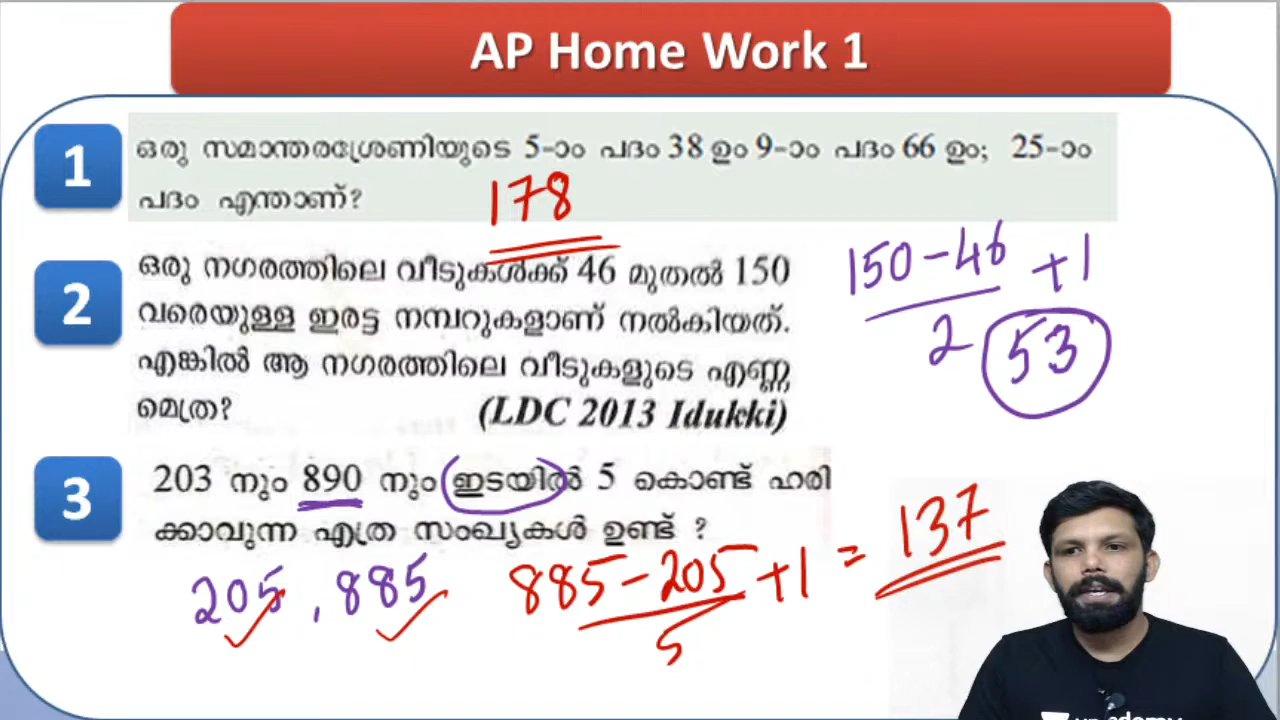 AP Home Work 1
1
ഒരു സമാന്തരശ്രേണിയുടെ 5-ാം പദം 38 ഉം 9-ാം പദം 66 ഉം; 25-ാം
പദം എന്താണ്?
178
2
ഒരു നഗരത്തിലെ വീടുകൾക്ക് 46 മുതൽ 150
വരെയുള്ള ഇരട്ട നമ്പറുകളാണ് നൽകിയത്.
എങ്കിൽ ആ നഗരത്തിലെ വീടുകളുടെ എണ്ണ
മെത്ര?
(LDC 2013 Idukki)
150-46 +1
2
53
3
203 നും 890 നും ഇടയിൽ 5 കൊണ്ട് ഹരി
ക്കാവുന്ന എത്ര സംഖ്യകൾ ഉണ്ട് ?
205, 885
885-205 +1 = 137
5